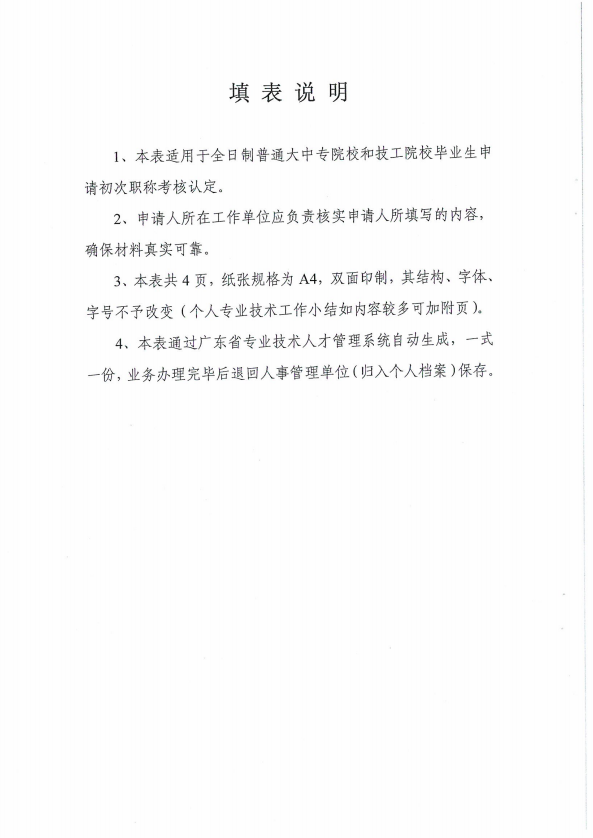 填 表 说 明
1、本表适用于全日制普通大中专院校和技工院校毕业生申
请初次职称考核认定。
2、申请人所在工作单位应负责核实申请人所填写的内容，
确保材料真实可靠。
3、本表共 4 页，纸张规格为 A4，双面印制，其结构、字体、
字号不予改变（个人专业技术工作小结如内容较多可加附页）。
4、本表通过广东省专业技术人才管理系统自动生成，一式
一份，业务办理完毕后退回人事管理单位（归入个人档案）保存。